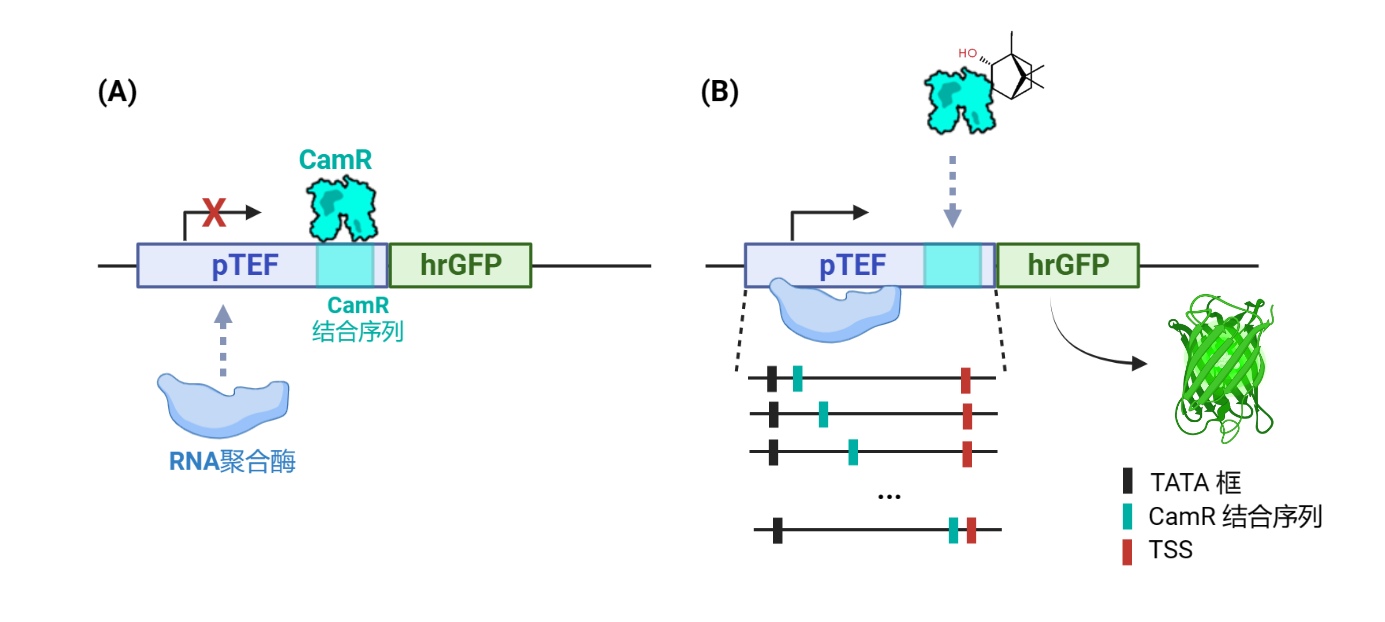 (A)
CamR
X
pTEF
hrGFP
CamR
结合序列
RNA聚合酶
(B)
HO
pTEF
hrGFP
...
TATA 框
CamR 结合序列
TSS